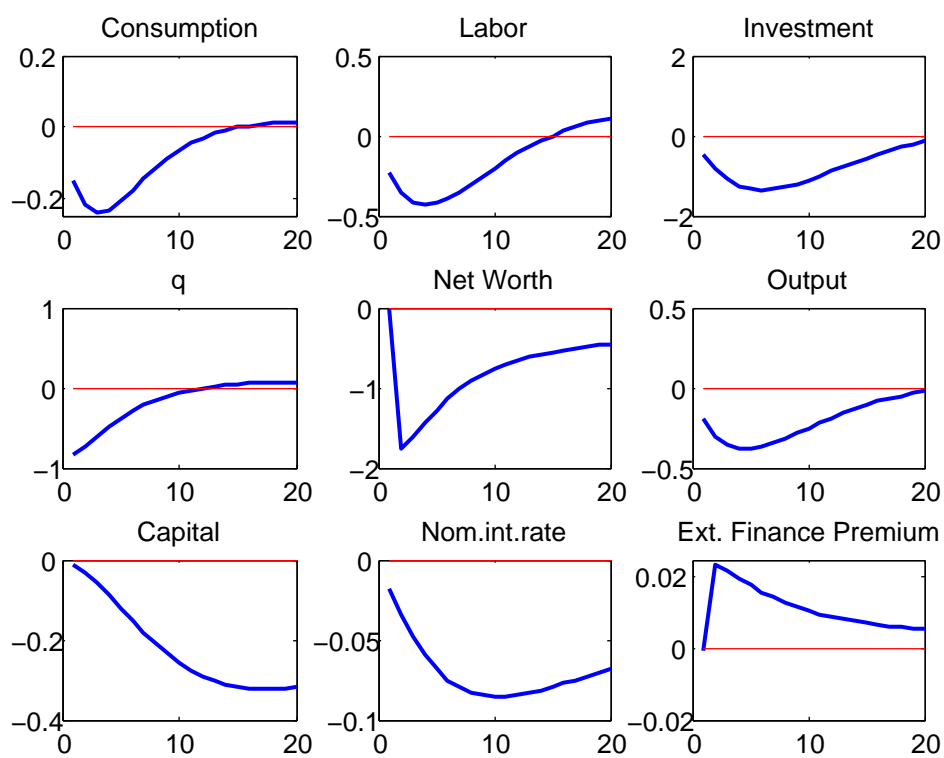 Consumption Labor Investment
0.2 0.5 2
0 0 0
−0.2 −0.5 −2
0 10 20 0 10 20 0 10 20
q Net Worth Output
1 0 0.5
0 −1 0
−1 −2 −0.5
0 10 20 0 10 20 0 10 20
Capital Nom.int.rate Ext. Finance Premium
0 0 0.02
−0.2 −0.05 0
−0.4 −0.1 −0.02
0 10 20 0 10 20 0 10 20